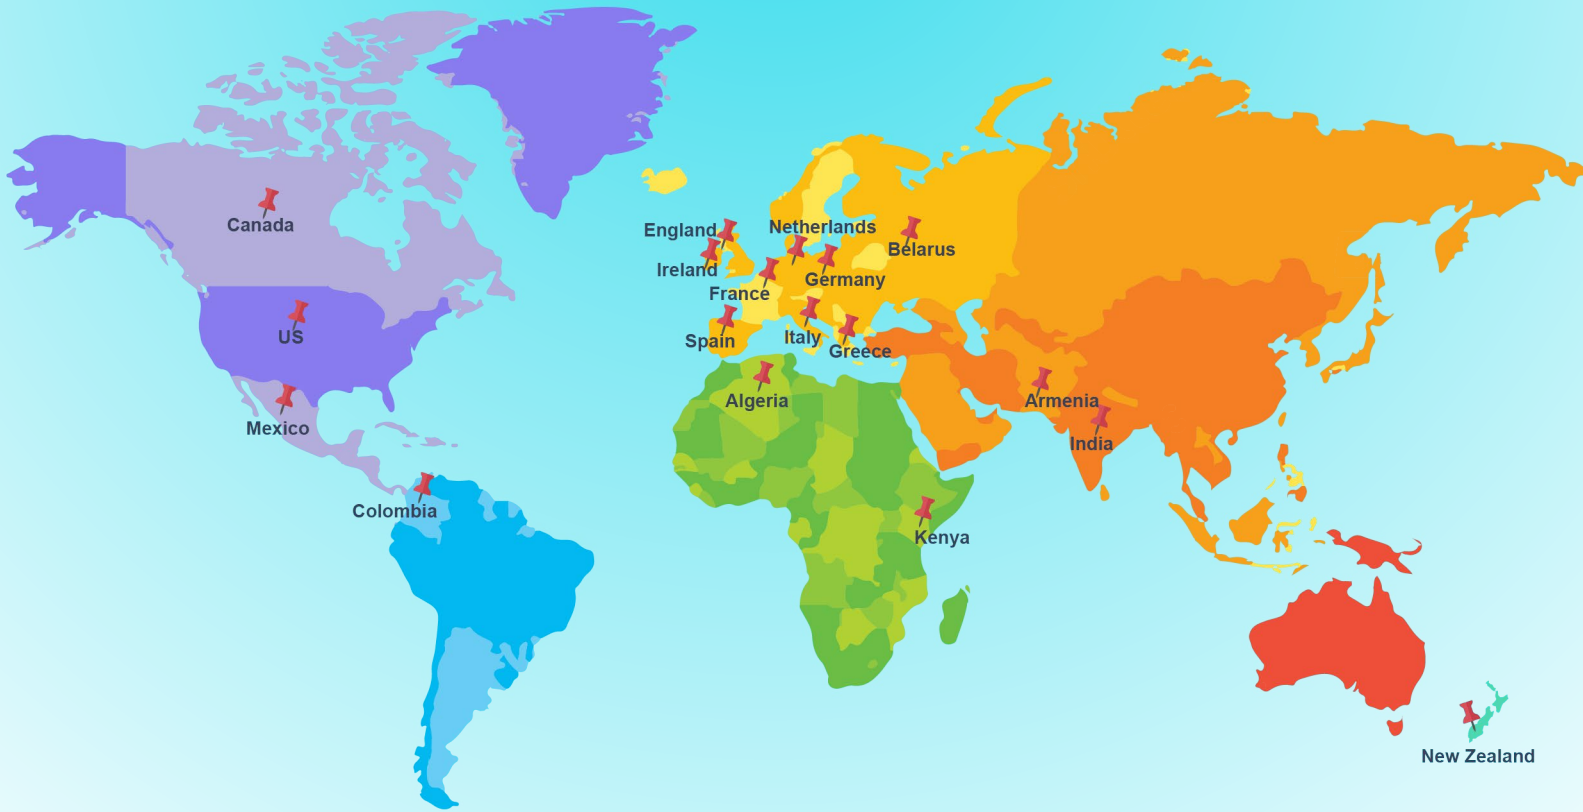 Canada
England
Netherlands
Belarus
Ireland
Germany
France
US
Spain
Italy
Greece
Algeria
Armenia
Mexico
India
Colombia
Kenya
New Zealand